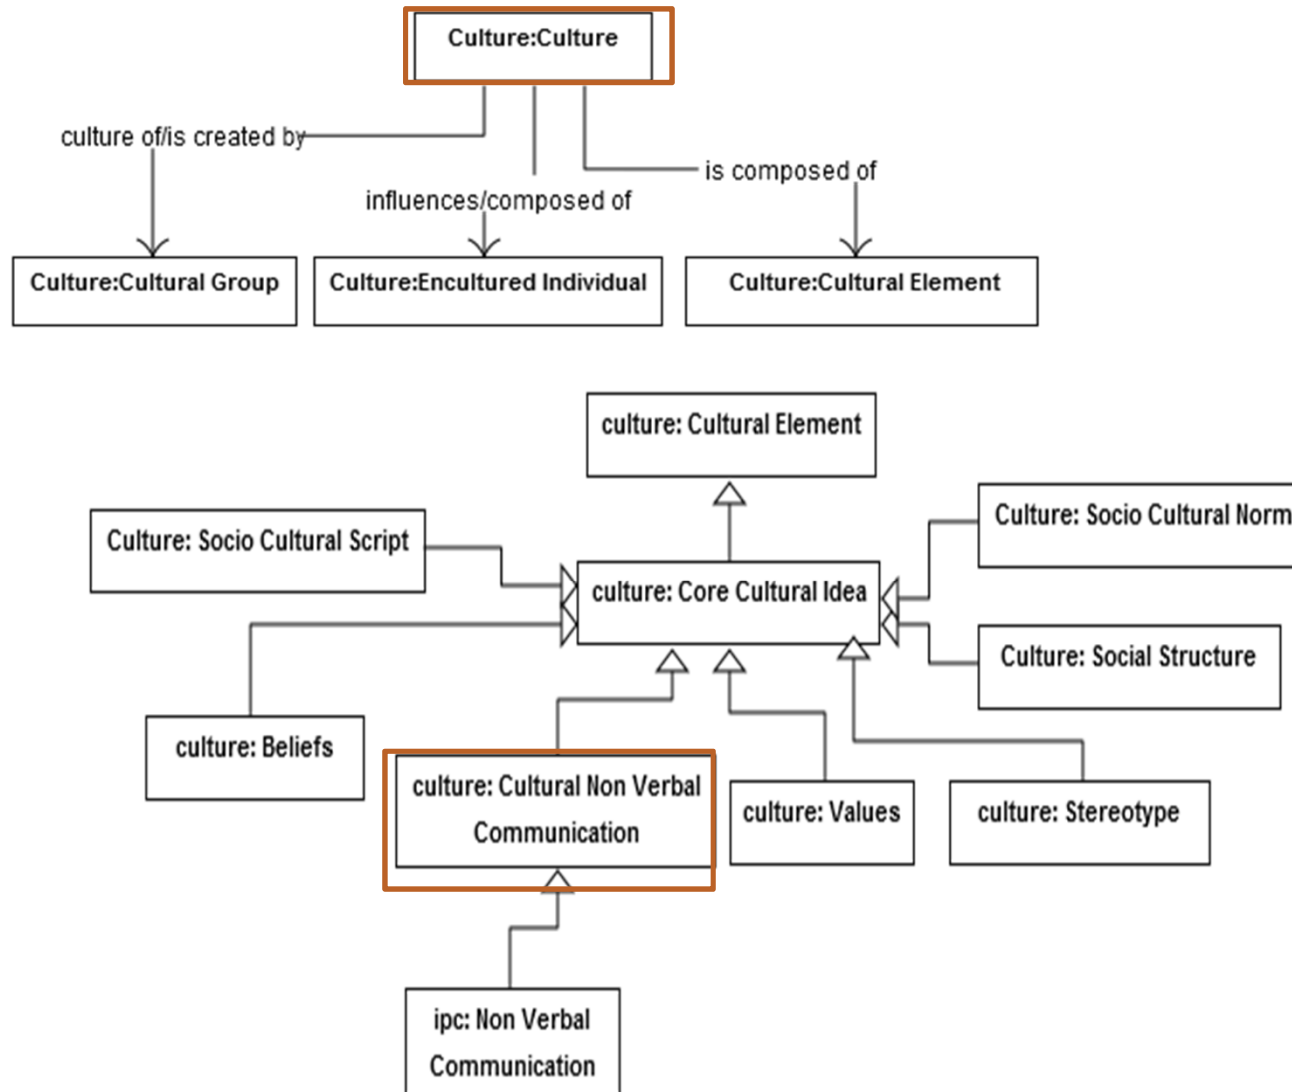 Culture:Culture
culture of/is created by
is composed of
influences/composed of
Culture:Cultural Group
Culture:Encultured Individual
Culture:Cultural Element
culture: Cultural Element
Culture: Socio Cultural Script
Culture: Socio Cultural Norm
culture: Core Cultural Idea
Culture: Social Structure
culture: Beliefs
culture: Cultural Non Verbal
Communication
culture: Values
culture: Stereotype
ipc: Non Verbal
Communication